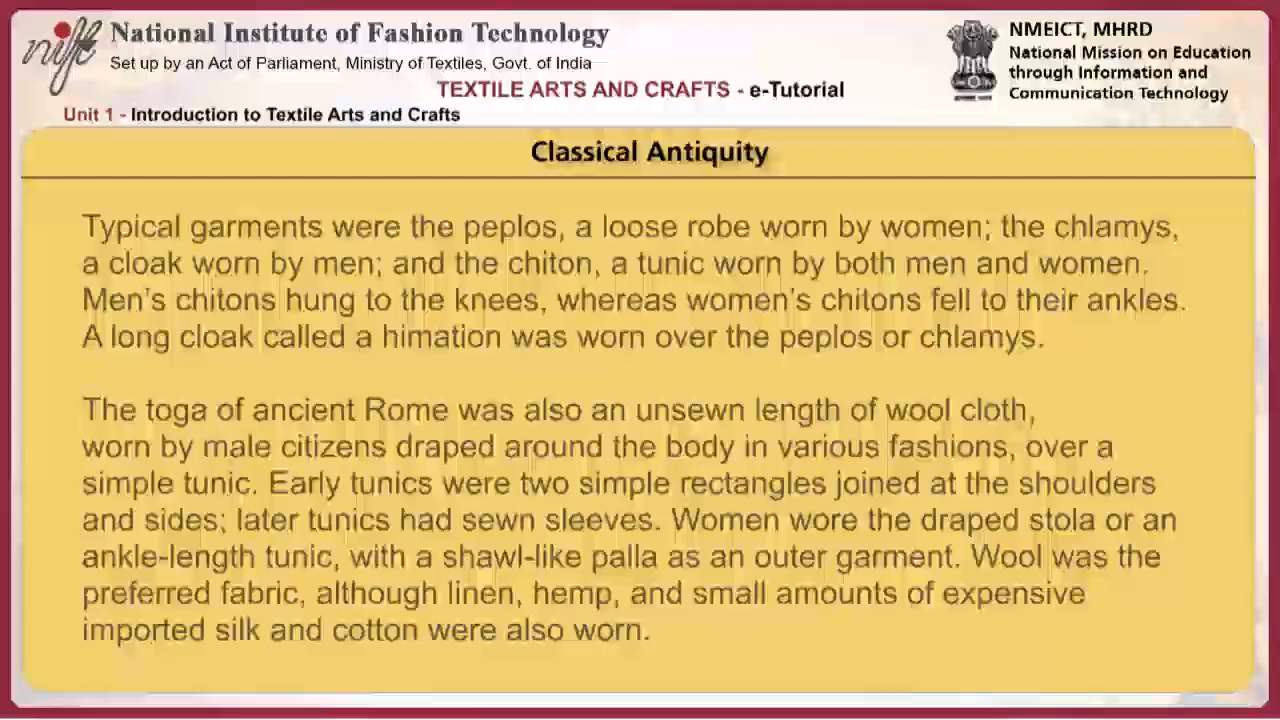 nift
National Institute of Fashion Technology
Set up by an Act of Parliament, Ministry of Textiles, Govt. of India
NMEICT, MHRD
National Mission on Education
through Information and
Communication Technology
TEXTILE ARTS AND CRAFTS - e-Tutorial
Unit 1 - Introduction to Textile Arts and Crafts
Classical Antiquity
Typical garments were the peplos, a loose robe worn by women; the chlamys,
a cloak worn by men; and the chiton, a tunic worn by both men and women.
Men's chitons hung to the knees, whereas women's chitons fell to their ankles.
A long cloak called a himation was worn over the peplos or chlamys.
The toga of ancient Rome was also an unsewn length of wool cloth,
worn by male citizens draped around the body in various fashions, over a
simple tunic. Early tunics were two simple rectangles joined at the shoulders
and sides; later tunics had sewn sleeves. Women wore the draped stola or an
ankle-length tunic, with a shawl-like palla as an outer garment. Wool was the
preferred fabric, although linen, hemp, and small amounts of expensive
imported silk and cotton were also worn.